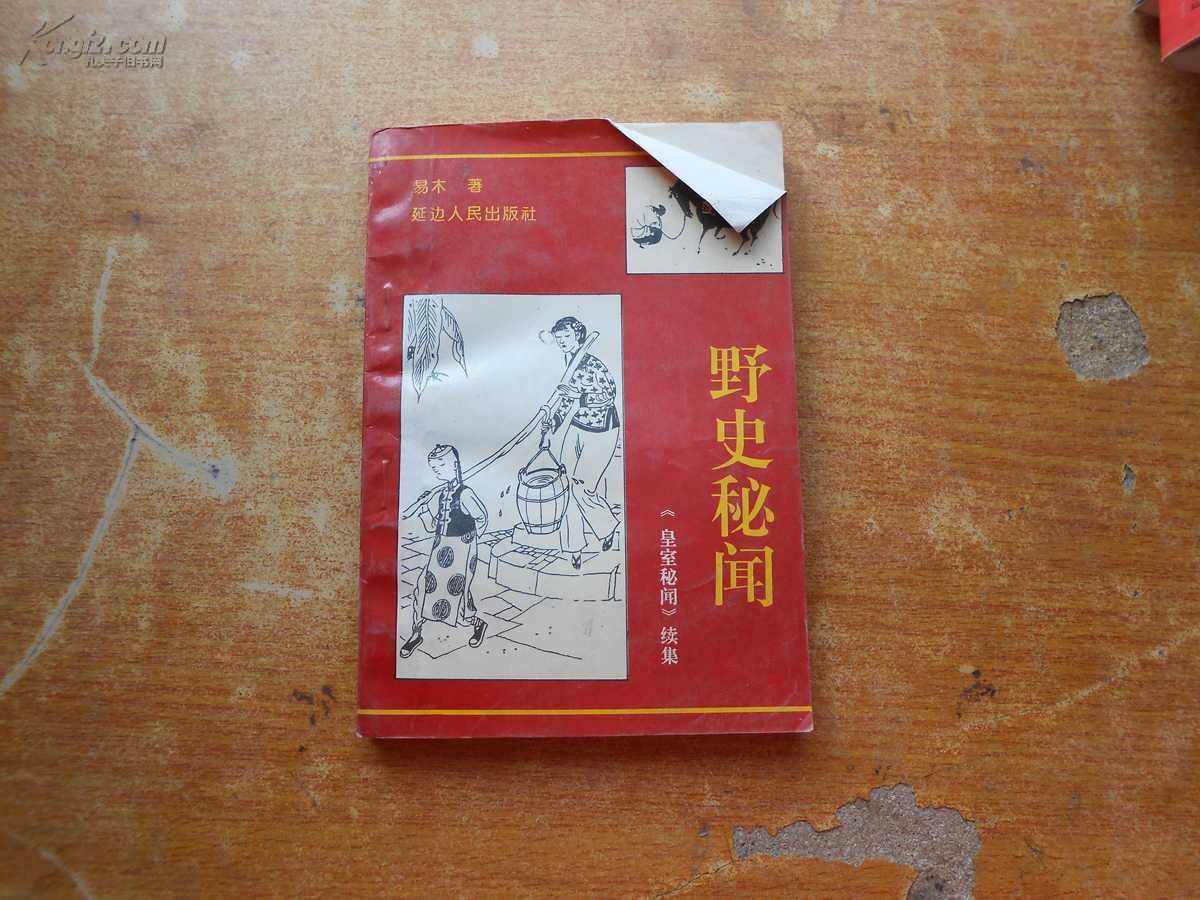 Kongfz.com
孔夫子旧书网
易木 著
延边人民出版社
野史秘闻
《皇室秘闻》续集